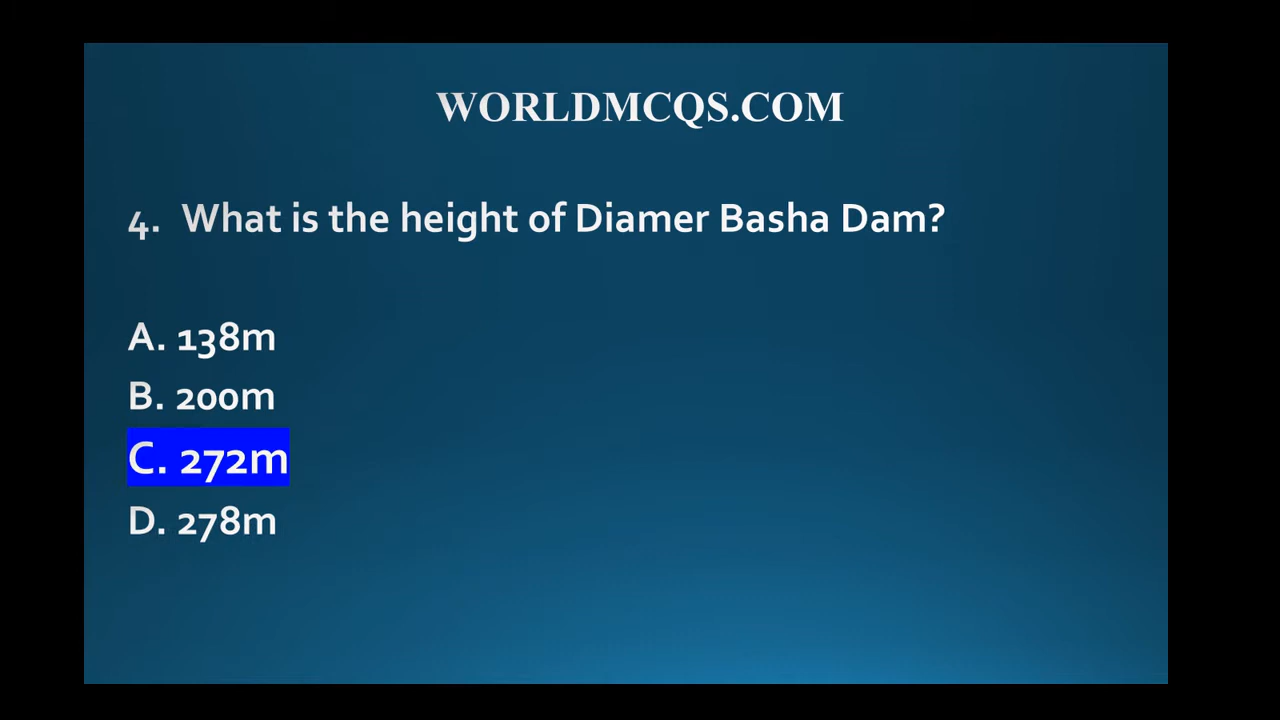 WORLDMCQS.COM
4. What is the height of Diamer Basha Dam?
A. 138m
B. 200m
C. 272m
D. 278m